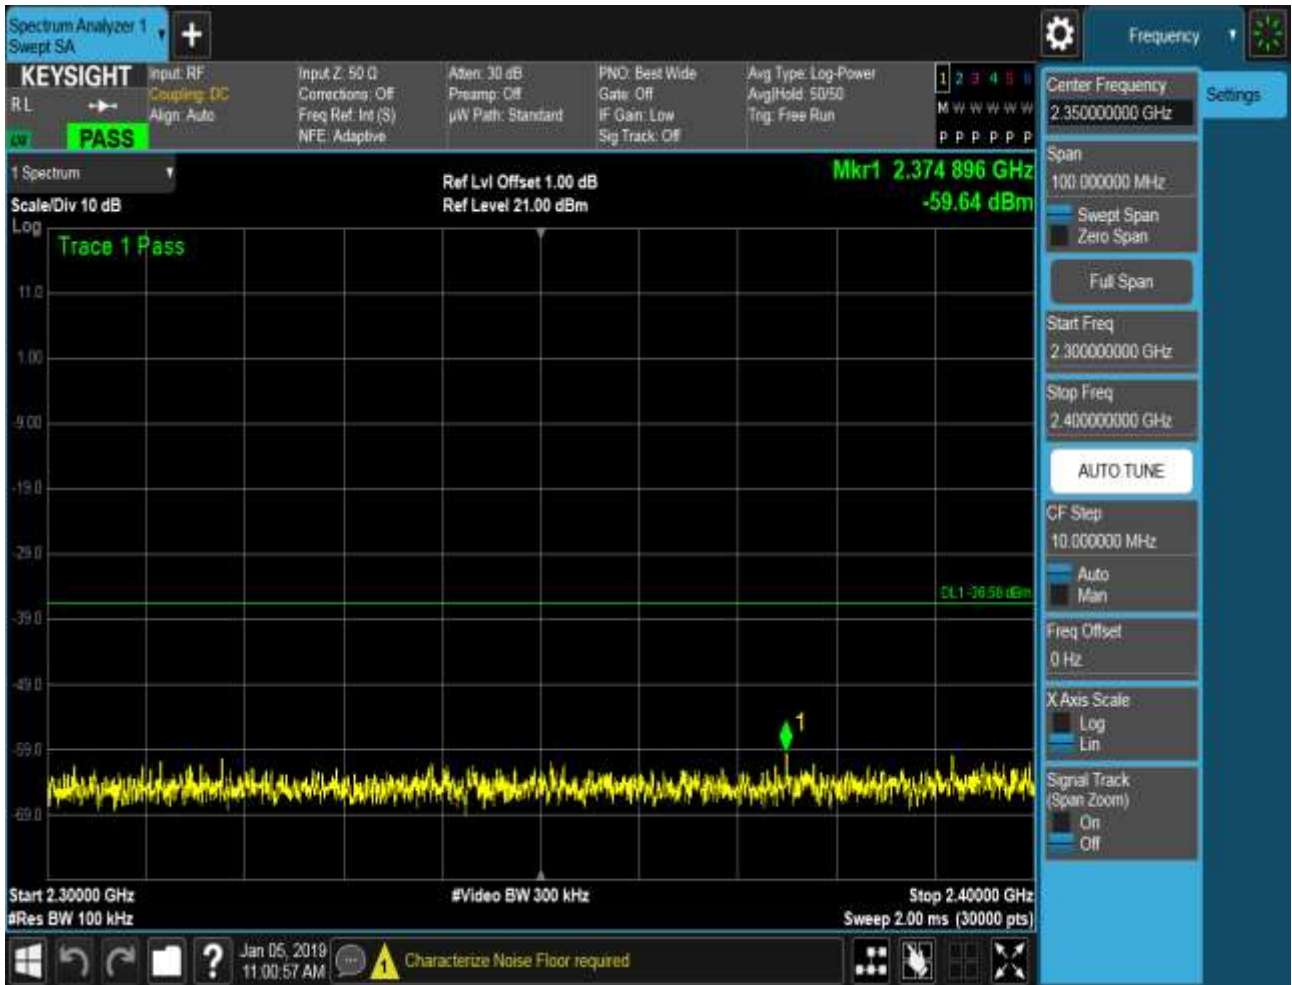 Spectrum Analyzer 1
Swept SA
Frequency
KEYSIGHT
Input: RF
Coupling: DC
Align: Auto
Input Z: 50 Ω
Corrections: Off
Freq Ref: Int (S)
NFE: Adaptive
Atten: 30 dB
Preamp: Off
µW Path: Standard
PNO: Best Wide
Gate: Off
IF Gain: Low
Sig Track: Off
Avg Type: Log-Power
Avg|Hold: 50/50
Trig: Free Run
1 2 3 4 5 6
M W W W W W
P P P P P P
R L
PASS
1 Spectrum
Scale/Div 10 dB
Ref Lvl Offset 1.00 dB
Ref Level 21.00 dBm
Mkr1 2.374 896 GHz
-59.64 dBm
Log
Trace 1 Pass
11.0
1.00
-9.00
-19.0
-29.0
-39.0
-49.0
-59.0
-69.0
DL1 -36.58 dBm
1
Start 2.30000 GHz
#Res BW 100 kHz
#Video BW 300 kHz
Stop 2.40000 GHz
Sweep 2.00 ms (30000 pts)
Center Frequency
2.350000000 GHz
Settings
Span
100.000000 MHz
Swept Span
Zero Span
Full Span
Start Freq
2.300000000 GHz
Stop Freq
2.400000000 GHz
AUTO TUNE
CF Step
10.000000 MHz
Auto
Man
Freq Offset
0 Hz
X Axis Scale
Log
Lin
Signal Track
(Span Zoom)
On
Off
?
Jan 05, 2019
11:00:57 AM
1
Characterize Noise Floor required